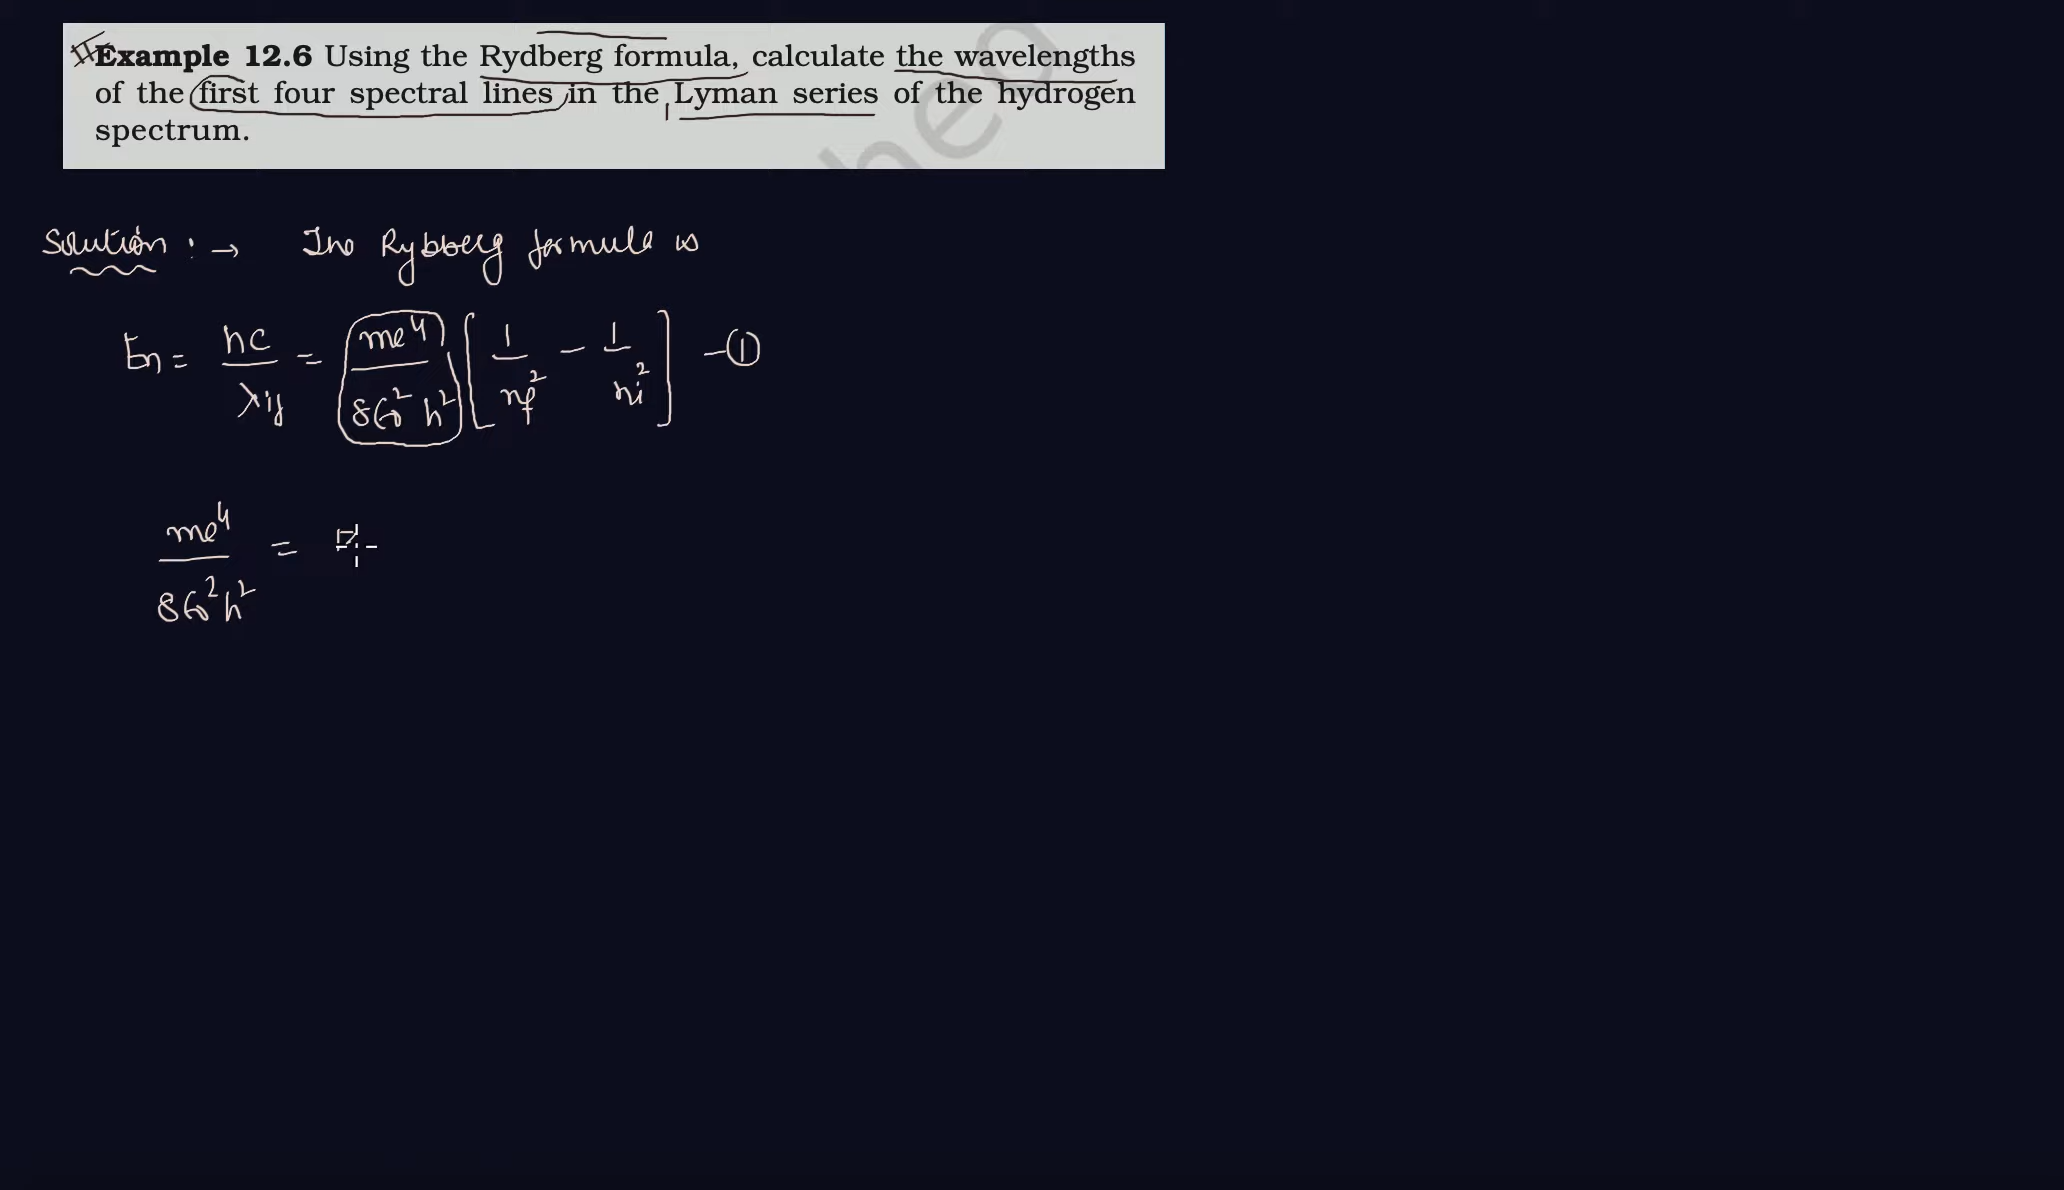 Example 12.6 Using the Rydberg formula, calculate the wavelengths
of the first four spectral lines in the Lyman series of the hydrogen
spectrum.
Solution :→ The Rybberg formula is
En = hc/λij = me⁴/8ε₀²h² [1/nf² − 1/ni²] −①
me⁴/8ε₀²h² =